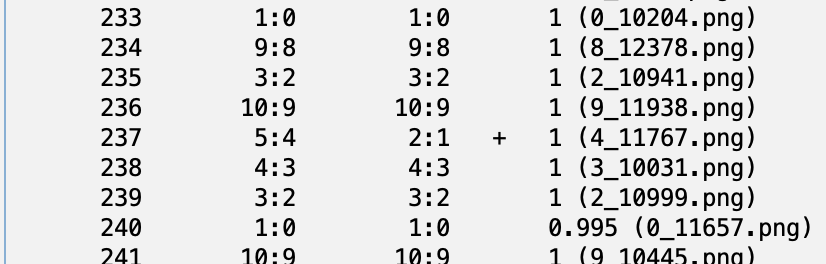 233 1:0 1:0 1 (0_10204.png)
234 9:8 9:8 1 (8_12378.png)
235 3:2 3:2 1 (2_10941.png)
236 10:9 10:9 1 (9_11938.png)
237 5:4 2:1 + 1 (4_11767.png)
238 4:3 4:3 1 (3_10031.png)
239 3:2 3:2 1 (2_10999.png)
240 1:0 1:0 0.995 (0_11657.png)
241 10:9 10:9 1 (9_10445.png)